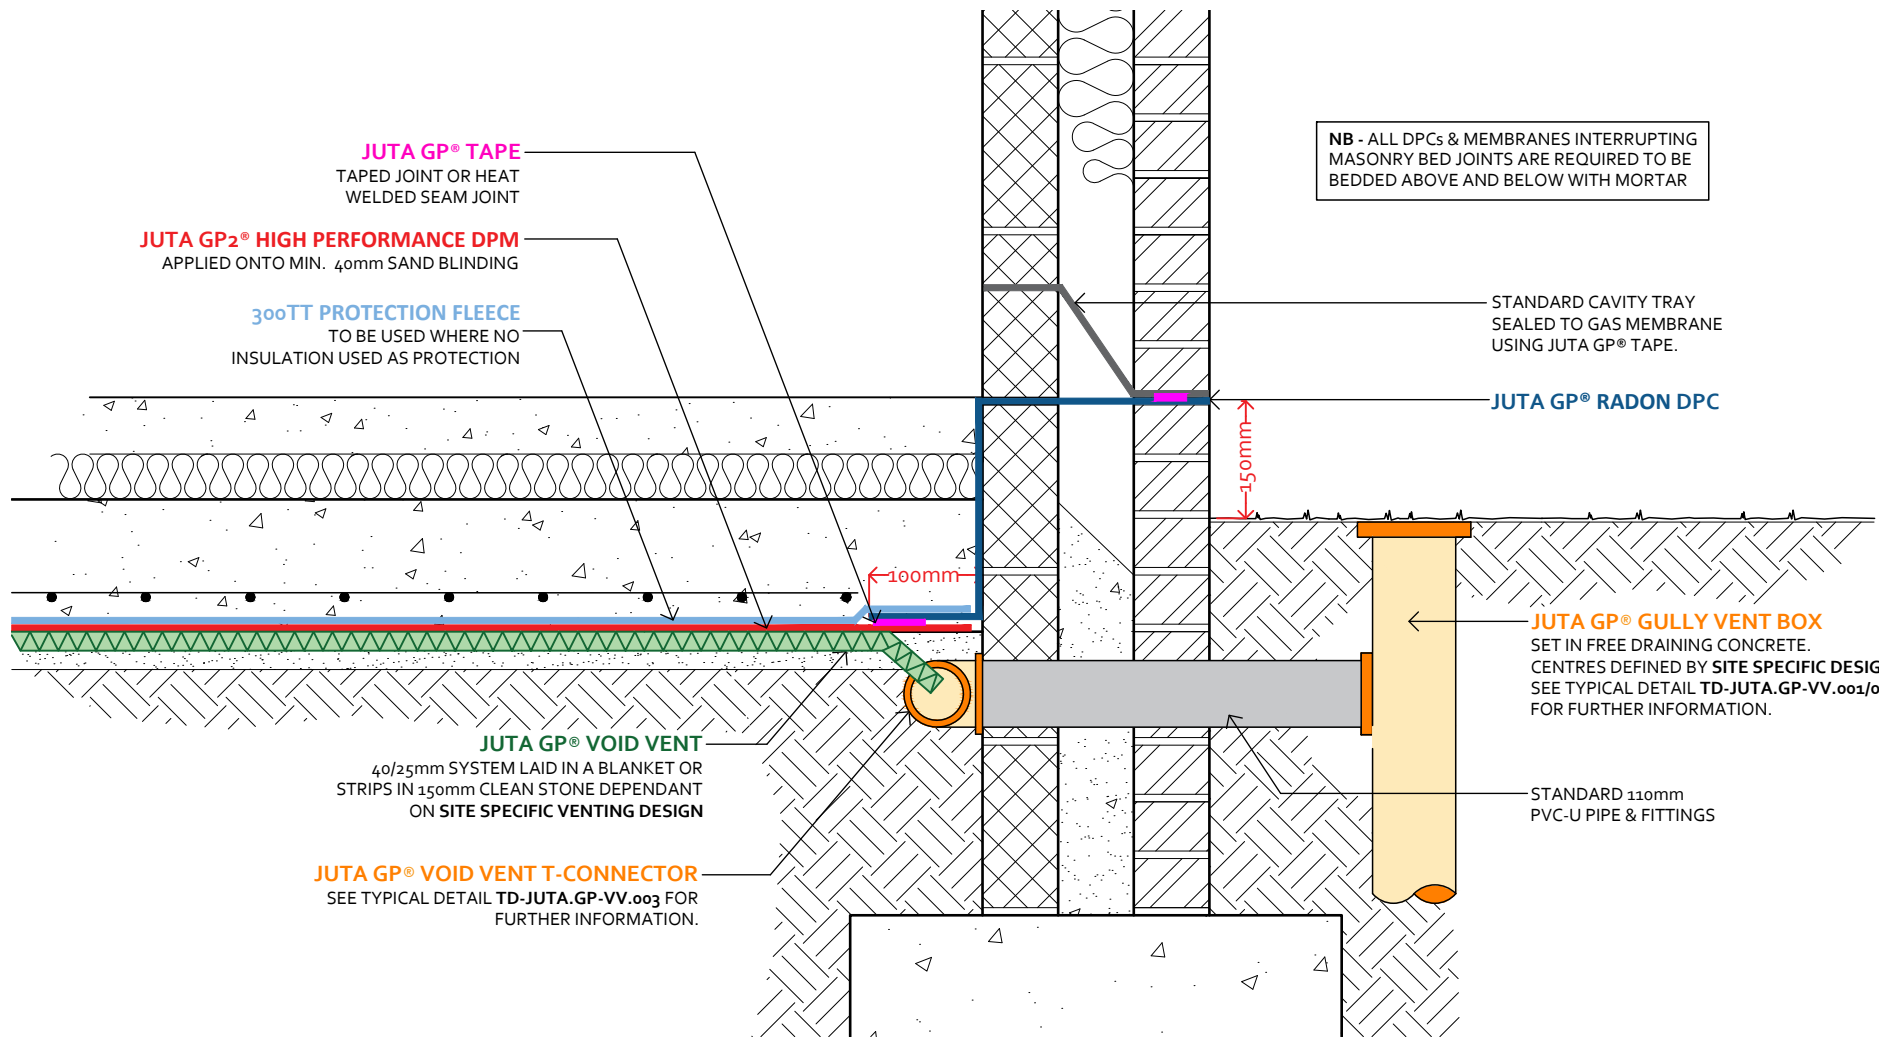 JUTA GP® TAPE
TAPED JOINT OR HEAT
WELDED SEAM JOINT
JUTA GP2® HIGH PERFORMANCE DPM
APPLIED ONTO MIN. 40mm SAND BLINDING
300TT PROTECTION FLEECE
TO BE USED WHERE NO
INSULATION USED AS PROTECTION
NB - ALL DPCs & MEMBRANES INTERRUPTING
MASONRY BED JOINTS ARE REQUIRED TO BE
BEDDED ABOVE AND BELOW WITH MORTAR
STANDARD CAVITY TRAY
SEALED TO GAS MEMBRANE
USING JUTA GP® TAPE.
JUTA GP® RADON DPC
150mm
100mm
JUTA GP® GULLY VENT BOX
SET IN FREE DRAINING CONCRETE.
CENTRES DEFINED BY SITE SPECIFIC DESIG
SEE TYPICAL DETAIL TD-JUTA.GP-VV.001/0
FOR FURTHER INFORMATION.
JUTA GP® VOID VENT
40/25mm SYSTEM LAID IN A BLANKET OR
STRIPS IN 150mm CLEAN STONE DEPENDANT
ON SITE SPECIFIC VENTING DESIGN
STANDARD 110mm
PVC-U PIPE & FITTINGS
JUTA GP® VOID VENT T-CONNECTOR
SEE TYPICAL DETAIL TD-JUTA.GP-VV.003 FOR
FURTHER INFORMATION.